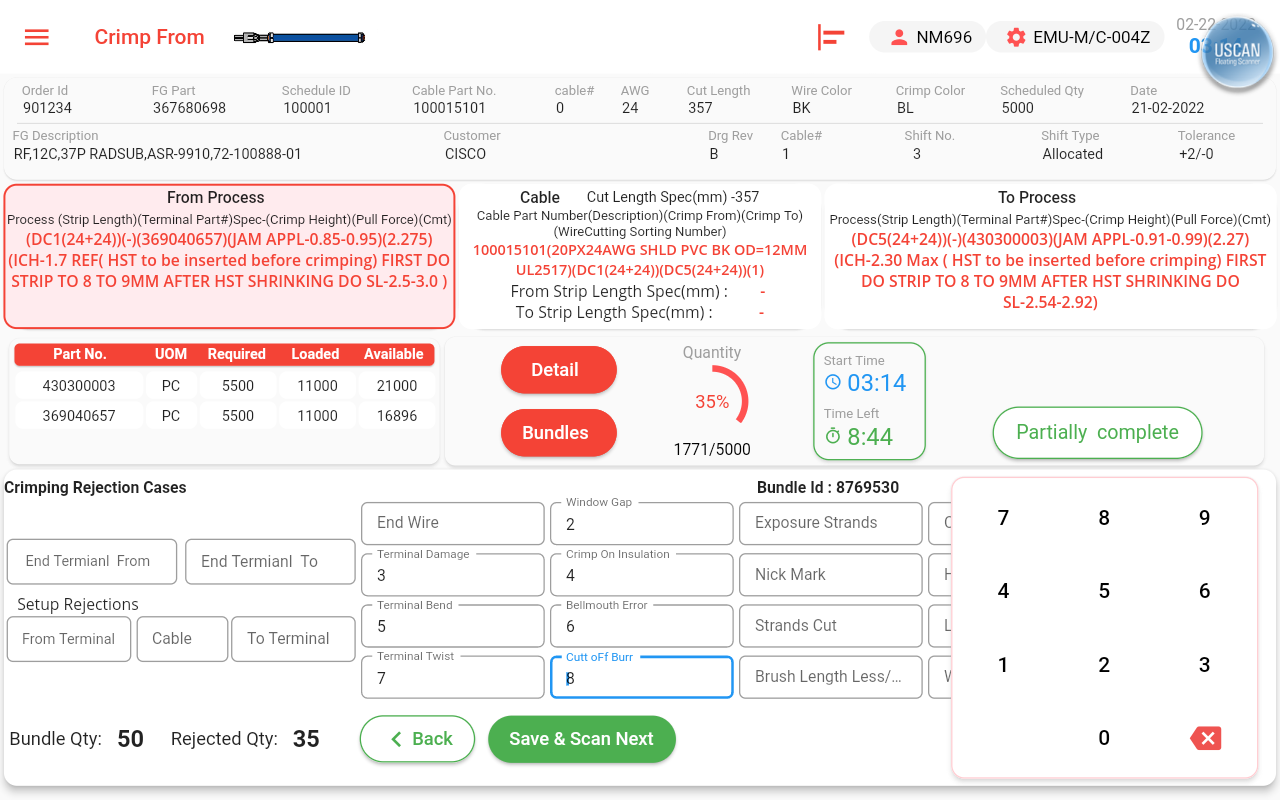 Crimp From
NM696
EMU-M/C-004Z
02-22-
USCAN
Floating Scanner
Order Id FG Part Schedule ID Cable Part No. cable# AWG Cut Length Wire Color Crimp Color Scheduled Qty Date
901234 367680698 100001 100015101 0 24 357 BK BL 5000 21-02-2022
FG Description Customer Drg Rev Cable# Shift No. Shift Type Tolerance
RF,12C,37P RADSUB,ASR-9910,72-100888-01 CISCO B 1 3 Allocated +2/-0
From Process
Process (Strip Length)(Terminal Part#)Spec-(Crimp Height)(Pull Force)(Cmt)
(DC1(24+24))(-)(369040657)(JAM APPL-0.85-0.95)(2.275)
(ICH-1.7 REF( HST to be inserted before crimping) FIRST DO
STRIP TO 8 TO 9MM AFTER HST SHRINKING DO SL-2.5-3.0 )
Cable Cut Length Spec(mm) -357
Cable Part Number(Description)(Crimp From)(Crimp To)
(WireCutting Sorting Number)
100015101(20PX24AWG SHLD PVC BK OD=12MM
UL2517)(DC1(24+24))(DC5(24+24))(1)
From Strip Length Spec(mm) : -
To Strip Length Spec(mm) : -
To Process
Process(Strip Length)(Terminal Part#)Spec-(Crimp Height)(Pull Force)(Cmt)
(DC5(24+24))(-)(430300003)(JAM APPL-0.91-0.99)(2.27)
(ICH-2.30 Max ( HST to be inserted before crimping) FIRST
DO STRIP TO 8 TO 9MM AFTER HST SHRINKING DO
SL-2.54-2.92)
Part No. UOM Required Loaded Available
430300003 PC 5500 11000 21000
369040657 PC 5500 11000 16896
Detail
Bundles
Quantity
35%
1771/5000
Start Time
03:14
Time Left
8:44
Partially complete
Crimping Rejection Cases
Bundle Id : 8769530
End Termianl From
End Termianl To
Setup Rejections
From Terminal
Cable
To Terminal
End Wire
Window Gap
2
Exposure Strands
Terminal Damage
3
Crimp On Insulation
4
Nick Mark
Terminal Bend
5
Bellmouth Error
6
Strands Cut
Terminal Twist
7
Cutt oFf Burr
8
Brush Length Less/...
7 8 9
4 5 6
1 2 3
0
Bundle Qty: 50 Rejected Qty: 35
Back
Save & Scan Next